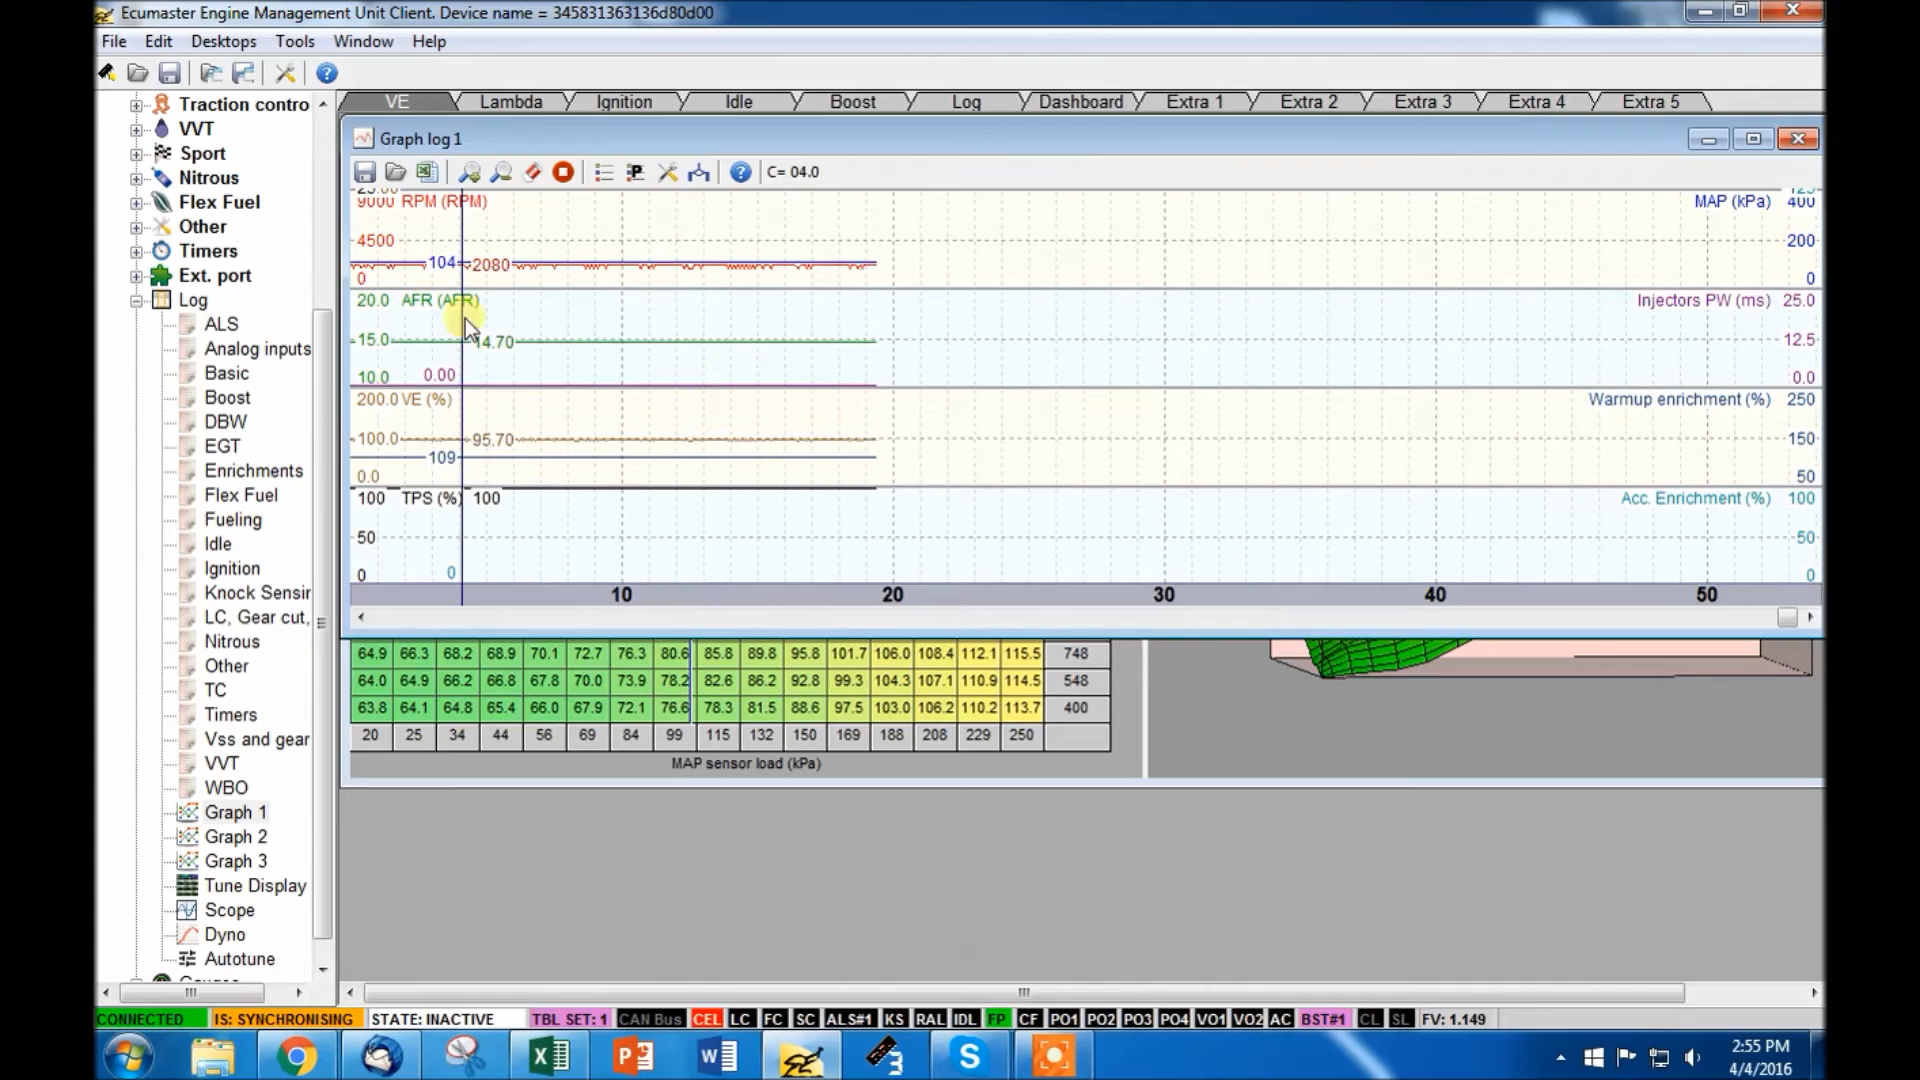 Ecumaster Engine Management Unit Client. Device name = 345831363136d80d00
File Edit Desktops Tools Window Help
Traction contro
VVT
Sport
Nitrous
Flex Fuel
Other
Timers
Ext. port
Log
ALS
Analog inputs
Basic
Boost
DBW
EGT
Enrichments
Flex Fuel
Fueling
Idle
Ignition
Knock Sensir
LC, Gear cut,
Nitrous
Other
TC
Timers
Vss and gear
VVT
WBO
Graph 1
Graph 2
Graph 3
Tune Display
Scope
Dyno
Autotune
VE Lambda Ignition Idle Boost Log Dashboard Extra 1 Extra 2 Extra 3 Extra 4 Extra 5
Graph log 1
C= 04.0
9000 RPM (RPM) MAP (kPa) 400
4500 200
104 2080
0 0
20.0 AFR (AFR) Injectors PW (ms) 25.0
15.0 14.70 12.5
10.0 0.00 0.0
200.0 VE (%) Warmup enrichment (%) 250
100.0 95.70 150
109
0.0 50
100 TPS (%) 100 Acc. Enrichment (%) 100
50 50
0 0 0
10 20 30 40 50
64.9 66.3 68.2 68.9 70.1 72.7 76.3 80.6 85.8 89.8 95.8 101.7 106.0 108.4 112.1 115.5 748
64.0 64.9 66.2 66.8 67.8 70.0 73.9 78.2 82.6 86.2 92.8 99.3 104.3 107.1 110.9 114.5 548
63.8 64.1 64.8 65.4 66.0 67.9 72.1 76.6 78.3 81.5 88.6 97.5 103.0 106.2 110.2 113.7 400
20 25 34 44 56 69 84 99 115 132 150 169 188 208 229 250
MAP sensor load (kPa)
CONNECTED IS: SYNCHRONISING STATE: INACTIVE TBL SET: 1 CAN Bus CEL LC FC SC ALS#1 KS RAL IDL FP CF PO1 PO2 PO3 PO4 VO1 VO2 AC BST#1 CL SL FV: 1.149
2:55 PM
4/4/2016